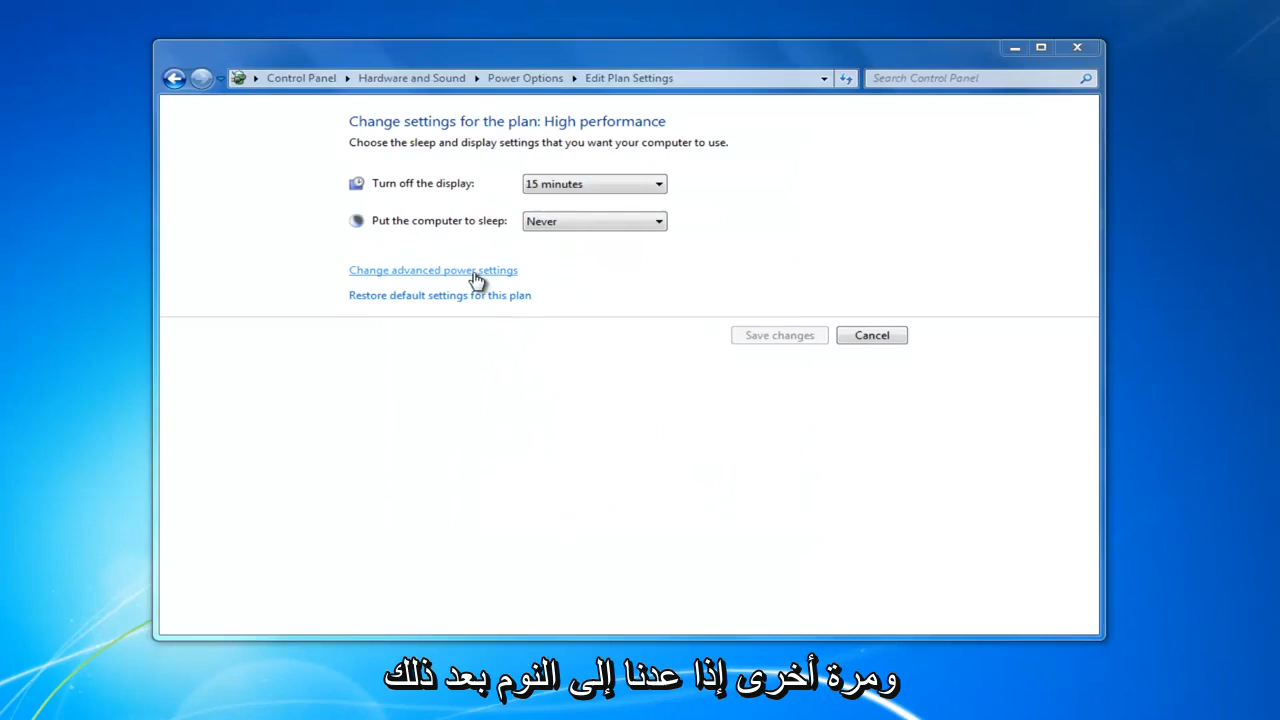 Control Panel ▸ Hardware and Sound ▸ Power Options ▸ Edit Plan Settings
Search Control Panel
Change settings for the plan: High performance
Choose the sleep and display settings that you want your computer to use.
Turn off the display: 15 minutes
Put the computer to sleep: Never
Change advanced power settings
Restore default settings for this plan
Save changes Cancel
ومرة أخرى إذا عدنا إلى النوم بعد ذلك